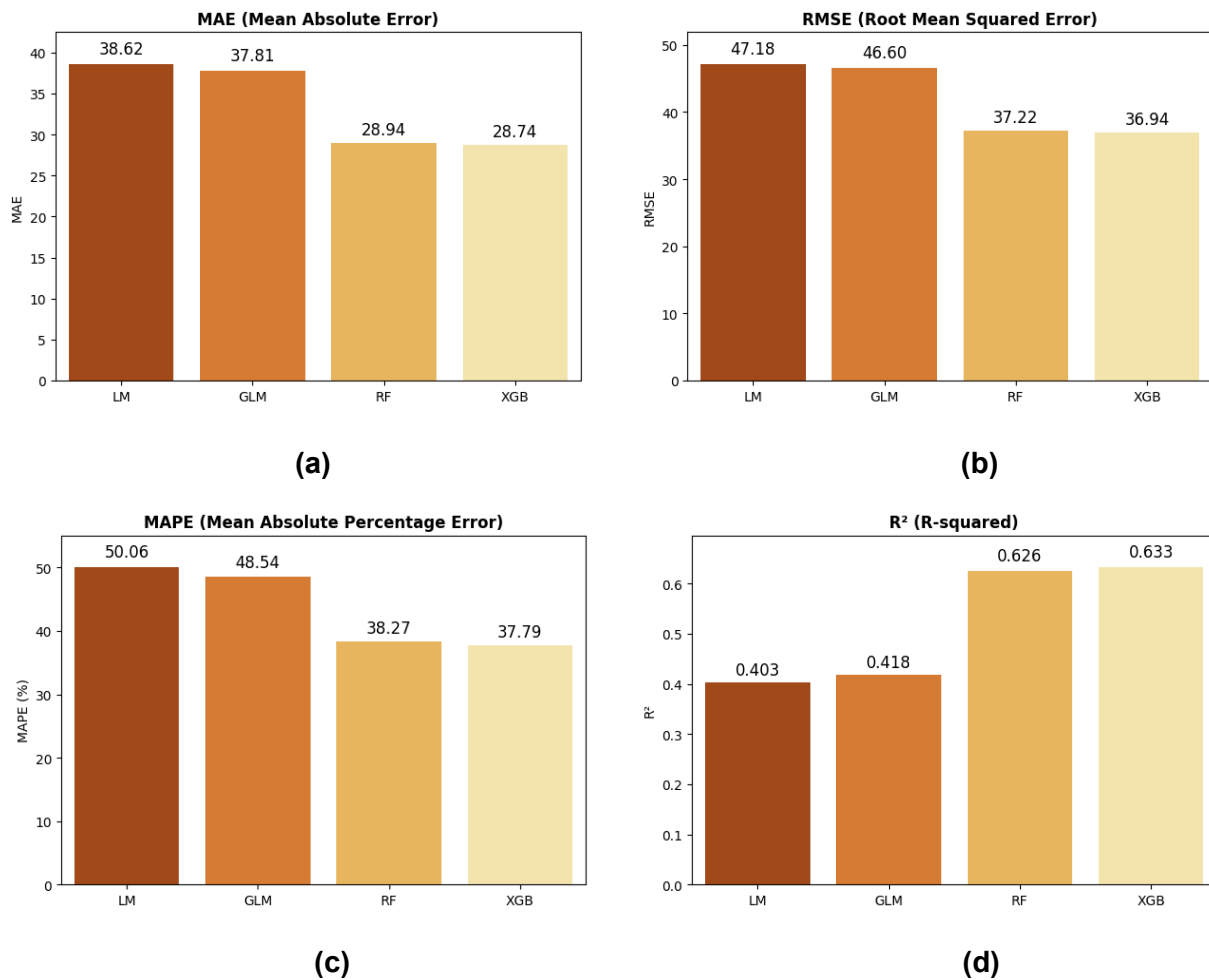 MAE (Mean Absolute Error)
40
35
30
25
20
15
10
5
0
MAE
38.62
37.81
28.94
28.74
LM GLM RF XGB
(a)
RMSE (Root Mean Squared Error)
50
40
30
20
10
0
RMSE
47.18
46.60
37.22
36.94
LM GLM RF XGB
(b)
MAPE (Mean Absolute Percentage Error)
50
40
30
20
10
0
MAPE (%)
50.06
48.54
38.27
37.79
LM GLM RF XGB
(c)
R² (R-squared)
0.6
0.5
0.4
0.3
0.2
0.1
0.0
R²
0.403
0.418
0.626
0.633
LM GLM RF XGB
(d)